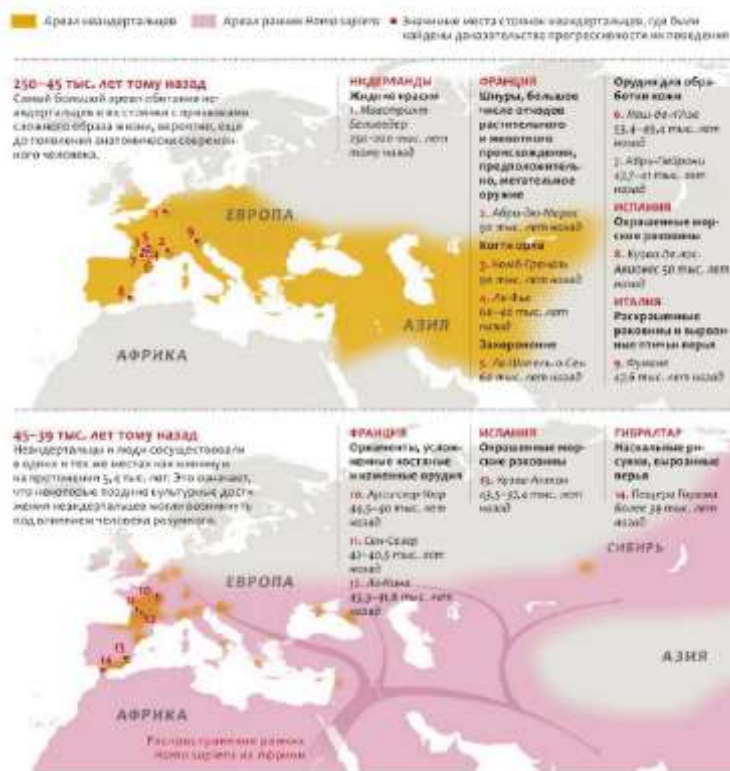 Ареал неандертальцев
Ареал ранних Homo sapiens
Значимые места стоянок неандертальцев, где были
найдены доказательства прогрессивности их поведения
250–45 тыс. лет тому назад
Самый большой ареал обитания не-
андертальцев и их стоянки с признаками
сложного образа жизни, вероятно, еще
до появления анатомически современ-
ного человека.
НИДЕРЛАНДЫ
Жидкие краски
1. Маастрихт-
Бельведер
250–200 тыс. лет
тому назад
ФРАНЦИЯ
Шнуры, большое
число отходов
растительного
и животного
происхождения,
предположитель-
но, метательное
оружие
2. Абри-дю-Марас
90 тыс. лет назад
Когти орла
3. Комб-Греналь
90 тыс. лет назад
4. Ле-Фьё
60–40 тыс. лет
назад
Захоронение
5. Ла-Шапель-о-Сен
60 тыс. лет назад
Орудия для обра-
ботки кожи
6. Пеш-де-л'Азе
53,4–49,4 тыс. лет
назад
7. Абри-Пейрони
47,7–41 тыс. лет
назад
ИСПАНИЯ
Окрашенные мор-
ские раковины
8. Куэва де лос-
Авионес 50 тыс. лет
назад
ИТАЛИЯ
Раскрашенные
раковины и вырван-
ные птичьи перья
9. Фумане
47,6 тыс. лет назад
ЕВРОПА
АЗИЯ
АФРИКА
45–39 тыс. лет тому назад
Неандертальцы и люди сосуществовали
в одних и тех же местах как минимум
на протяжении 5,4 тыс. лет. Это означает,
что некоторые поздние культурные дости-
жения неандертальцев могли возникнуть
под влиянием человека разумного.
ФРАНЦИЯ
Орнаменты, услож-
ненные костяные
и каменные орудия
10. Арси-сюр-Кюр
44,5–40 тыс. лет
назад
11. Сен-Сезер
42–40,5 тыс. лет
назад
12. Ла-Кина
43,3–41,6 тыс. лет
назад
ИСПАНИЯ
Окрашенные мор-
ские раковины
13. Куэва-Антон
43,5–37,4 тыс. лет
назад
ГИБРАЛТАР
Наскальные ри-
сунки, вырванные
перья
14. Пещера Горама
более 39 тыс. лет
назад
СИБИРЬ
ЕВРОПА
АЗИЯ
АФРИКА
Распространение ранних
Homo sapiens из Африки